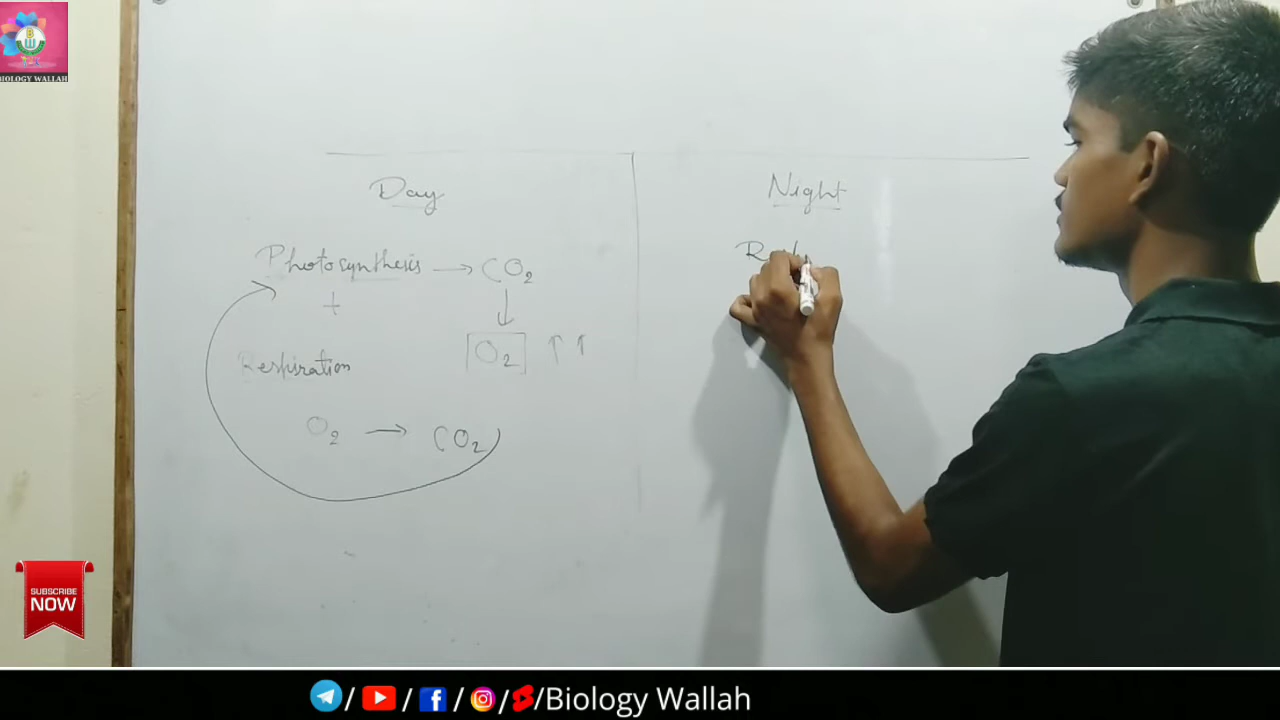 BIOLOGY WALLAH
Day
Photosynthesis → CO2
+
↓
O2 ↑ ↑
Respiration
O2 → CO2
Night
SUBSCRIBE
NOW
/ / / / /Biology Wallah